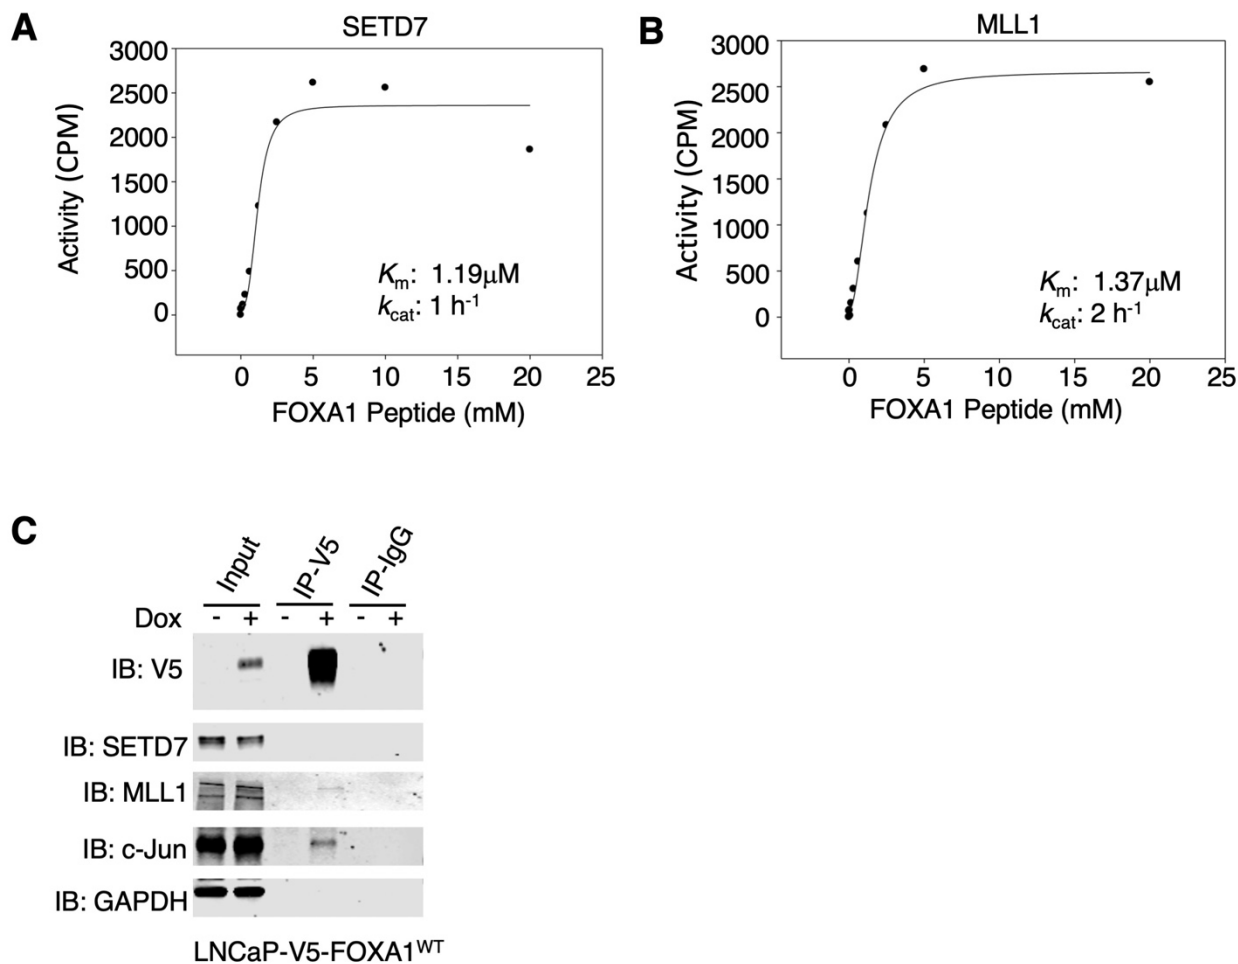 A
SETD7
3000
2500
2000
1500
1000
500
0
Activity (CPM)
Km: 1.19μM
kcat: 1 h-1
0 5 10 15 20 25
FOXA1 Peptide (mM)
B
MLL1
3000
2500
2000
1500
1000
500
0
Activity (CPM)
Km: 1.37μM
kcat: 2 h-1
0 5 10 15 20 25
FOXA1 Peptide (mM)
C
Input IP-V5 IP-IgG
Dox - + - + - +
IB: V5
IB: SETD7
IB: MLL1
IB: c-Jun
IB: GAPDH
LNCaP-V5-FOXA1WT